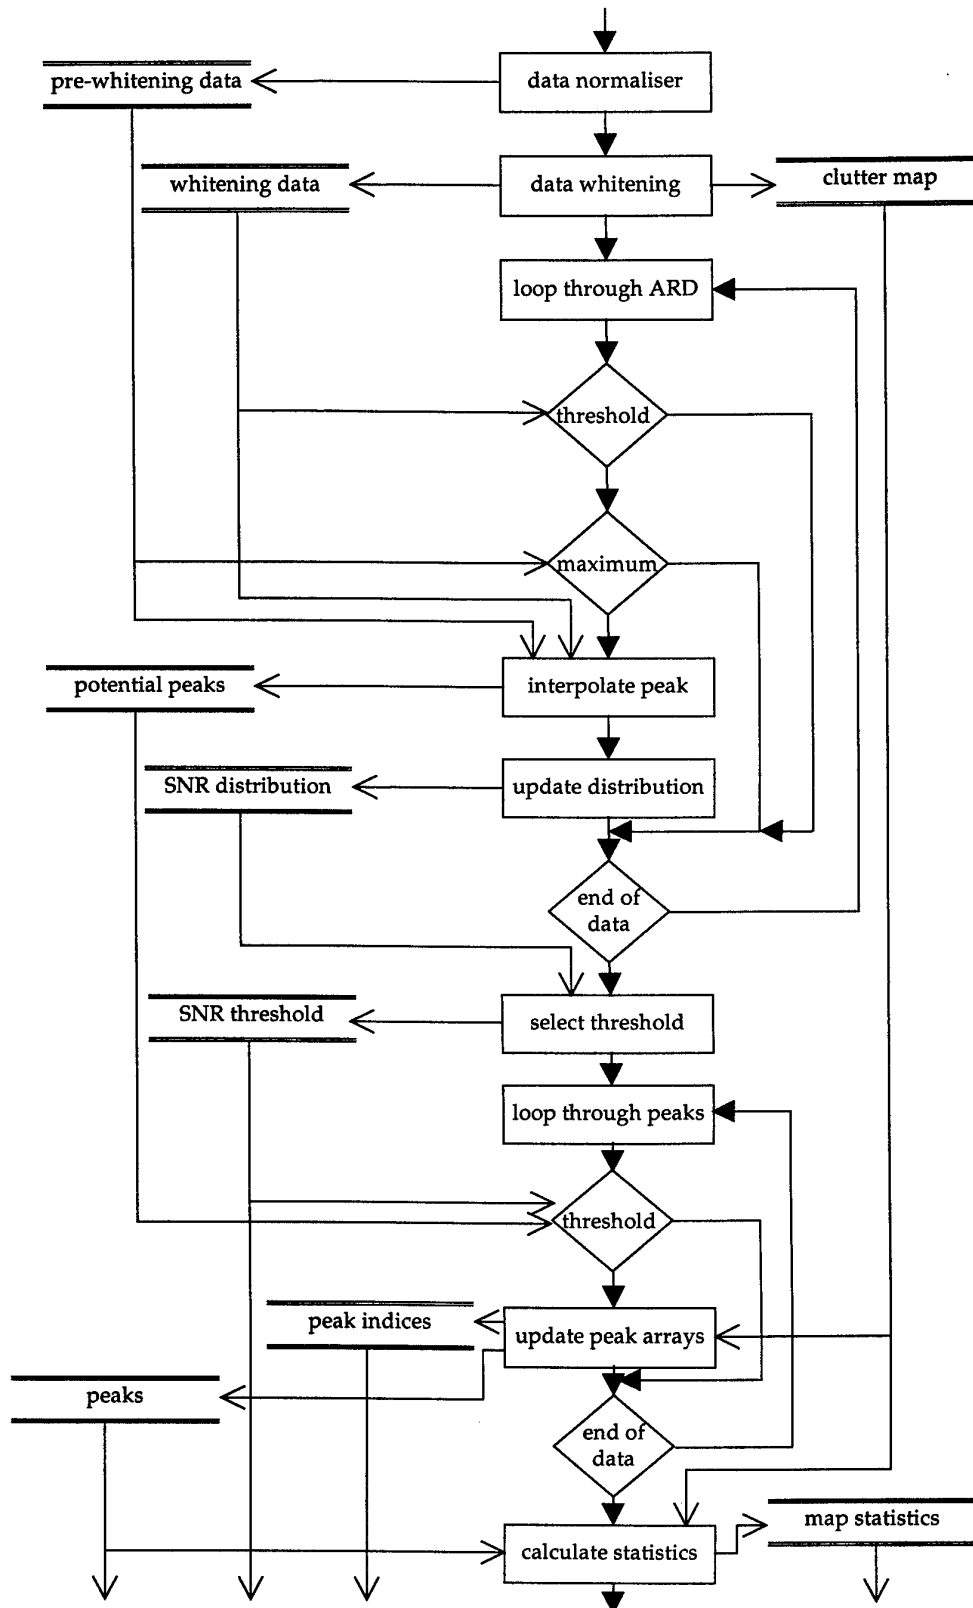 pre-whitening data
data normaliser
whitening data
data whitening
clutter map
loop through ARD
threshold
maximum
potential peaks
interpolate peak
SNR distribution
update distribution
end of
data
SNR threshold
select threshold
loop through peaks
threshold
peak indices
update peak arrays
peaks
end of
data
map statistics
calculate statistics